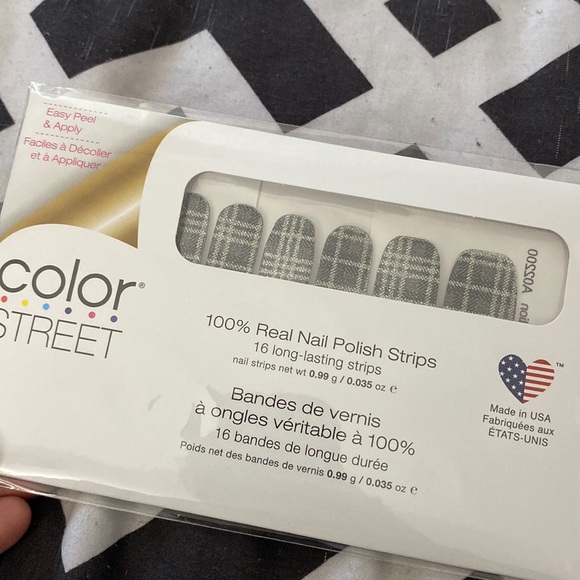 Easy Peel
& Apply
Faciles à Décoller
et à Appliquer
color®
STREET
A02200
100% Real Nail Polish Strips
16 long-lasting strips
nail strips net wt 0.99 g / 0.035 oz ℮
Bandes de vernis
à ongles véritable à 100%
16 bandes de longue durée
Poids net des bandes de vernis 0.99 g / 0.035 oz ℮
™
Made in USA
Fabriquées aux
ÉTATS-UNIS